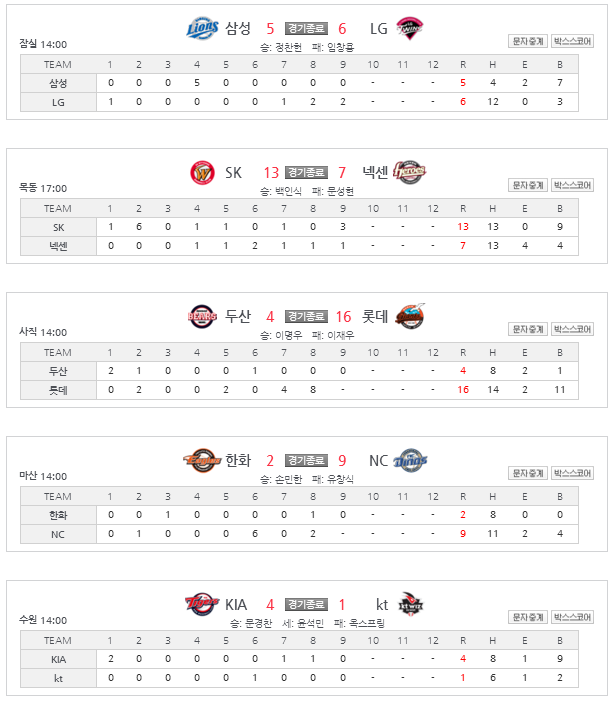 삼성 5 경기종료 6 LG
잠실 14:00 승: 정찬헌 패: 임창용 문자중계 박스스코어
TEAM 1 2 3 4 5 6 7 8 9 10 11 12 R H E B
삼성 0 0 0 5 0 0 0 0 0 - - - 5 4 2 7
LG 1 0 0 0 0 0 1 2 2 - - - 6 12 0 3
SK 13 경기종료 7 넥센
목동 17:00 승: 백인식 패: 문성현 문자중계 박스스코어
TEAM 1 2 3 4 5 6 7 8 9 10 11 12 R H E B
SK 1 6 0 1 1 0 1 0 3 - - - 13 13 0 9
넥센 0 0 0 1 1 2 1 1 1 - - - 7 13 4 4
두산 4 경기종료 16 롯데
사직 14:00 승: 이명우 패: 이재우 문자중계 박스스코어
TEAM 1 2 3 4 5 6 7 8 9 10 11 12 R H E B
두산 2 1 0 0 0 1 0 0 0 - - - 4 8 2 1
롯데 0 2 0 0 2 0 4 8 - - - - 16 14 2 11
한화 2 경기종료 9 NC
마산 14:00 승: 손민한 패: 유창식 문자중계 박스스코어
TEAM 1 2 3 4 5 6 7 8 9 10 11 12 R H E B
한화 0 0 1 0 0 0 0 1 0 - - - 2 8 0 0
NC 0 1 0 0 0 6 0 2 - - - - 9 11 2 4
KIA 4 경기종료 1 kt
수원 14:00 승: 문경찬 세: 윤석민 패: 옥스프링 문자중계 박스스코어
TEAM 1 2 3 4 5 6 7 8 9 10 11 12 R H E B
KIA 2 0 0 0 0 0 1 1 0 - - - 4 8 1 9
kt 0 0 0 0 0 1 0 0 0 - - - 1 6 1 2